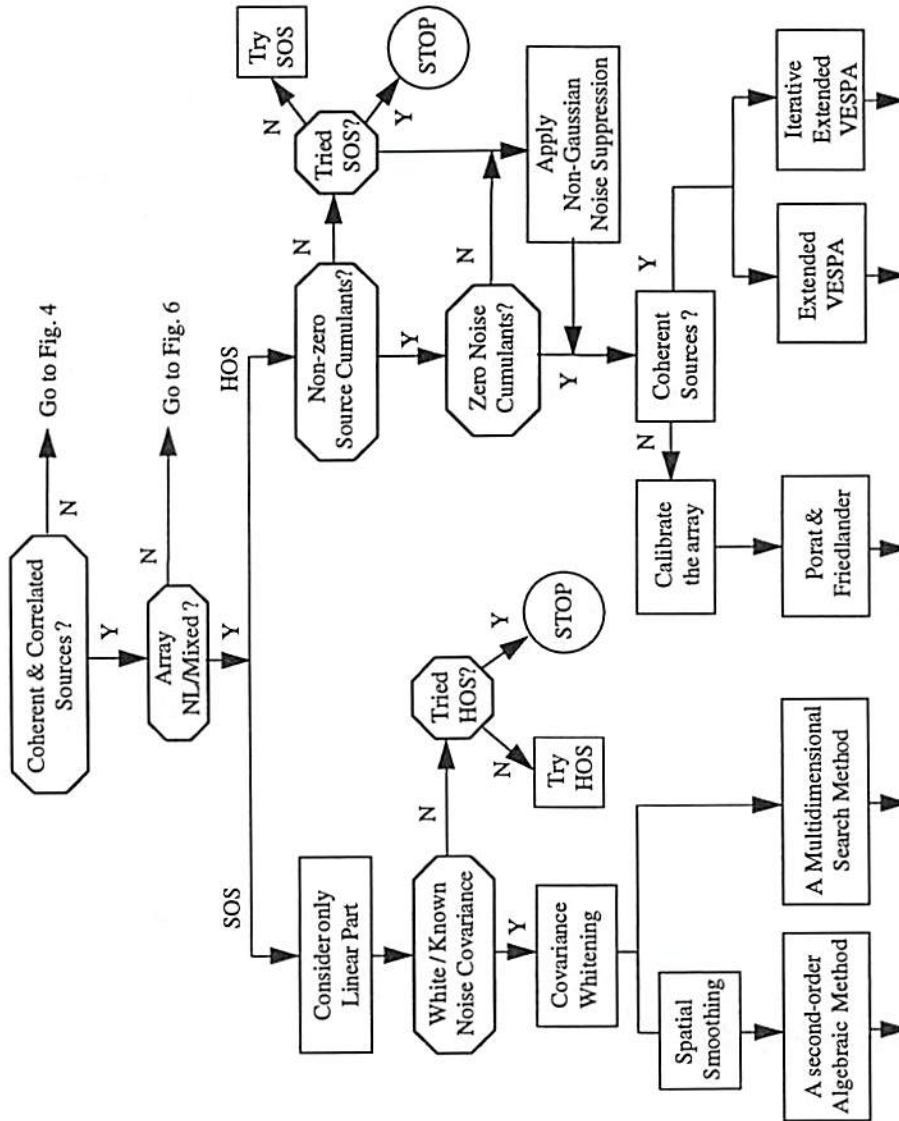 Coherent & Correlated
Sources ?
N
Go to Fig. 4
Y
Array
NL/Mixed ?
N
Go to Fig. 6
Y
SOS
HOS
Consider only
Linear Part
White / Known
Noise Covariance
N
Tried
HOS?
Y
STOP
N
Try
HOS
Y
Covariance
Whitening
Spatial
Smoothing
A second-order
Algebraic Method
A Multidimensional
Search Method
Non-zero
Source Cumulants?
N
Tried
SOS?
N
Try
SOS
Y
STOP
Y
Zero Noise
Cumulants?
N
Apply
Non-Gaussian
Noise Suppression
Y
Coherent
Sources ?
N
Calibrate
the array
Porat &
Friedlander
Y
Extended
VESPA
Iterative
Extended
VESPA